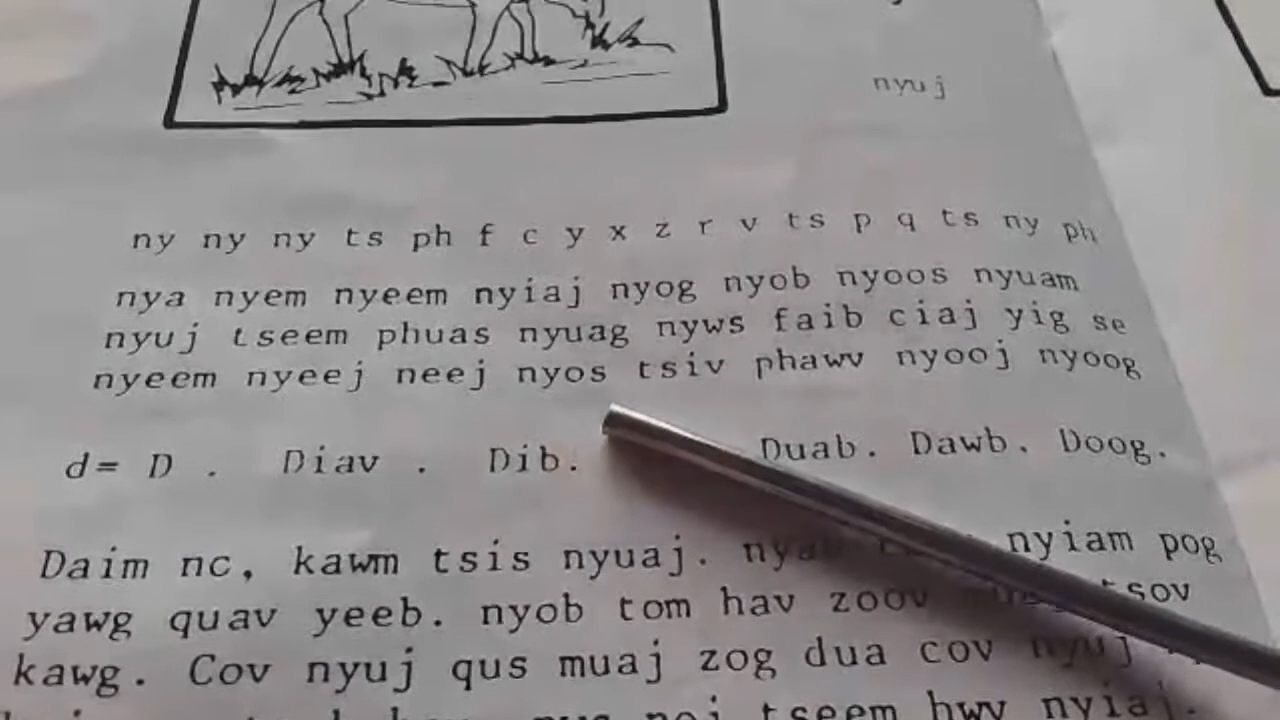 nyuj
ny ny ny ts ph f c y x z r v ts p q ts ny ph
nya nyem nyeem nyiaj nyog nyob nyoos nyuam
nyuj tseem phuas nyuag nyws faib ciaj yig se
nyeem nyeej neej nyos tsiv phawv nyooj nyoog
d= D . Diav . Dib. Duab. Dawb. Doog.
Daim nc, kawm tsis nyuaj. nyiam pog
yawg quav yeeb. nyob tom hav zoov tsov
kawg. Cov nyuj qus muaj zog dua cov nyuj
tseem hwv nyiaj.